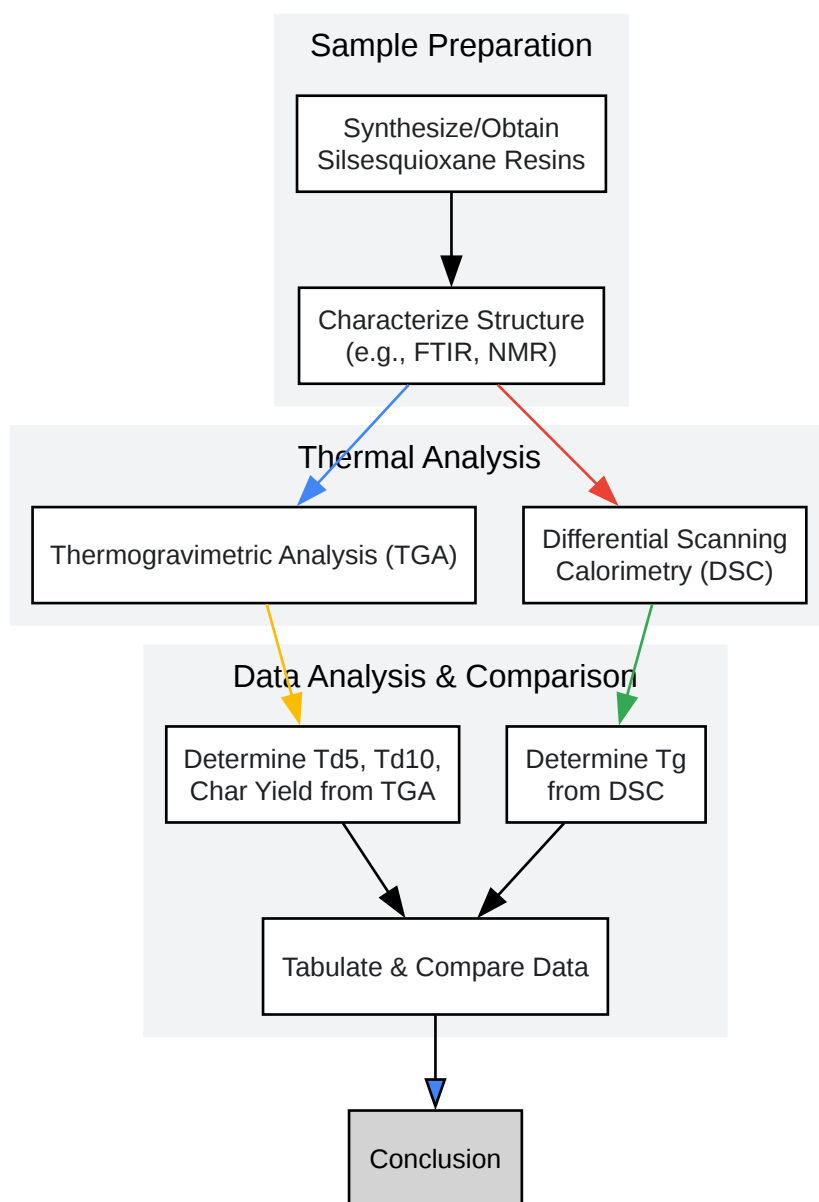 Sample Preparation
Synthesize/Obtain
Silsesquioxane Resins
Characterize Structure
(e.g., FTIR, NMR)
Thermal Analysis
Thermogravimetric Analysis (TGA)
Differential Scanning
Calorimetry (DSC)
Data Analysis & Comparison
Determine Td5, Td10,
Char Yield from TGA
Determine Tg
from DSC
Tabulate & Compare Data
Conclusion